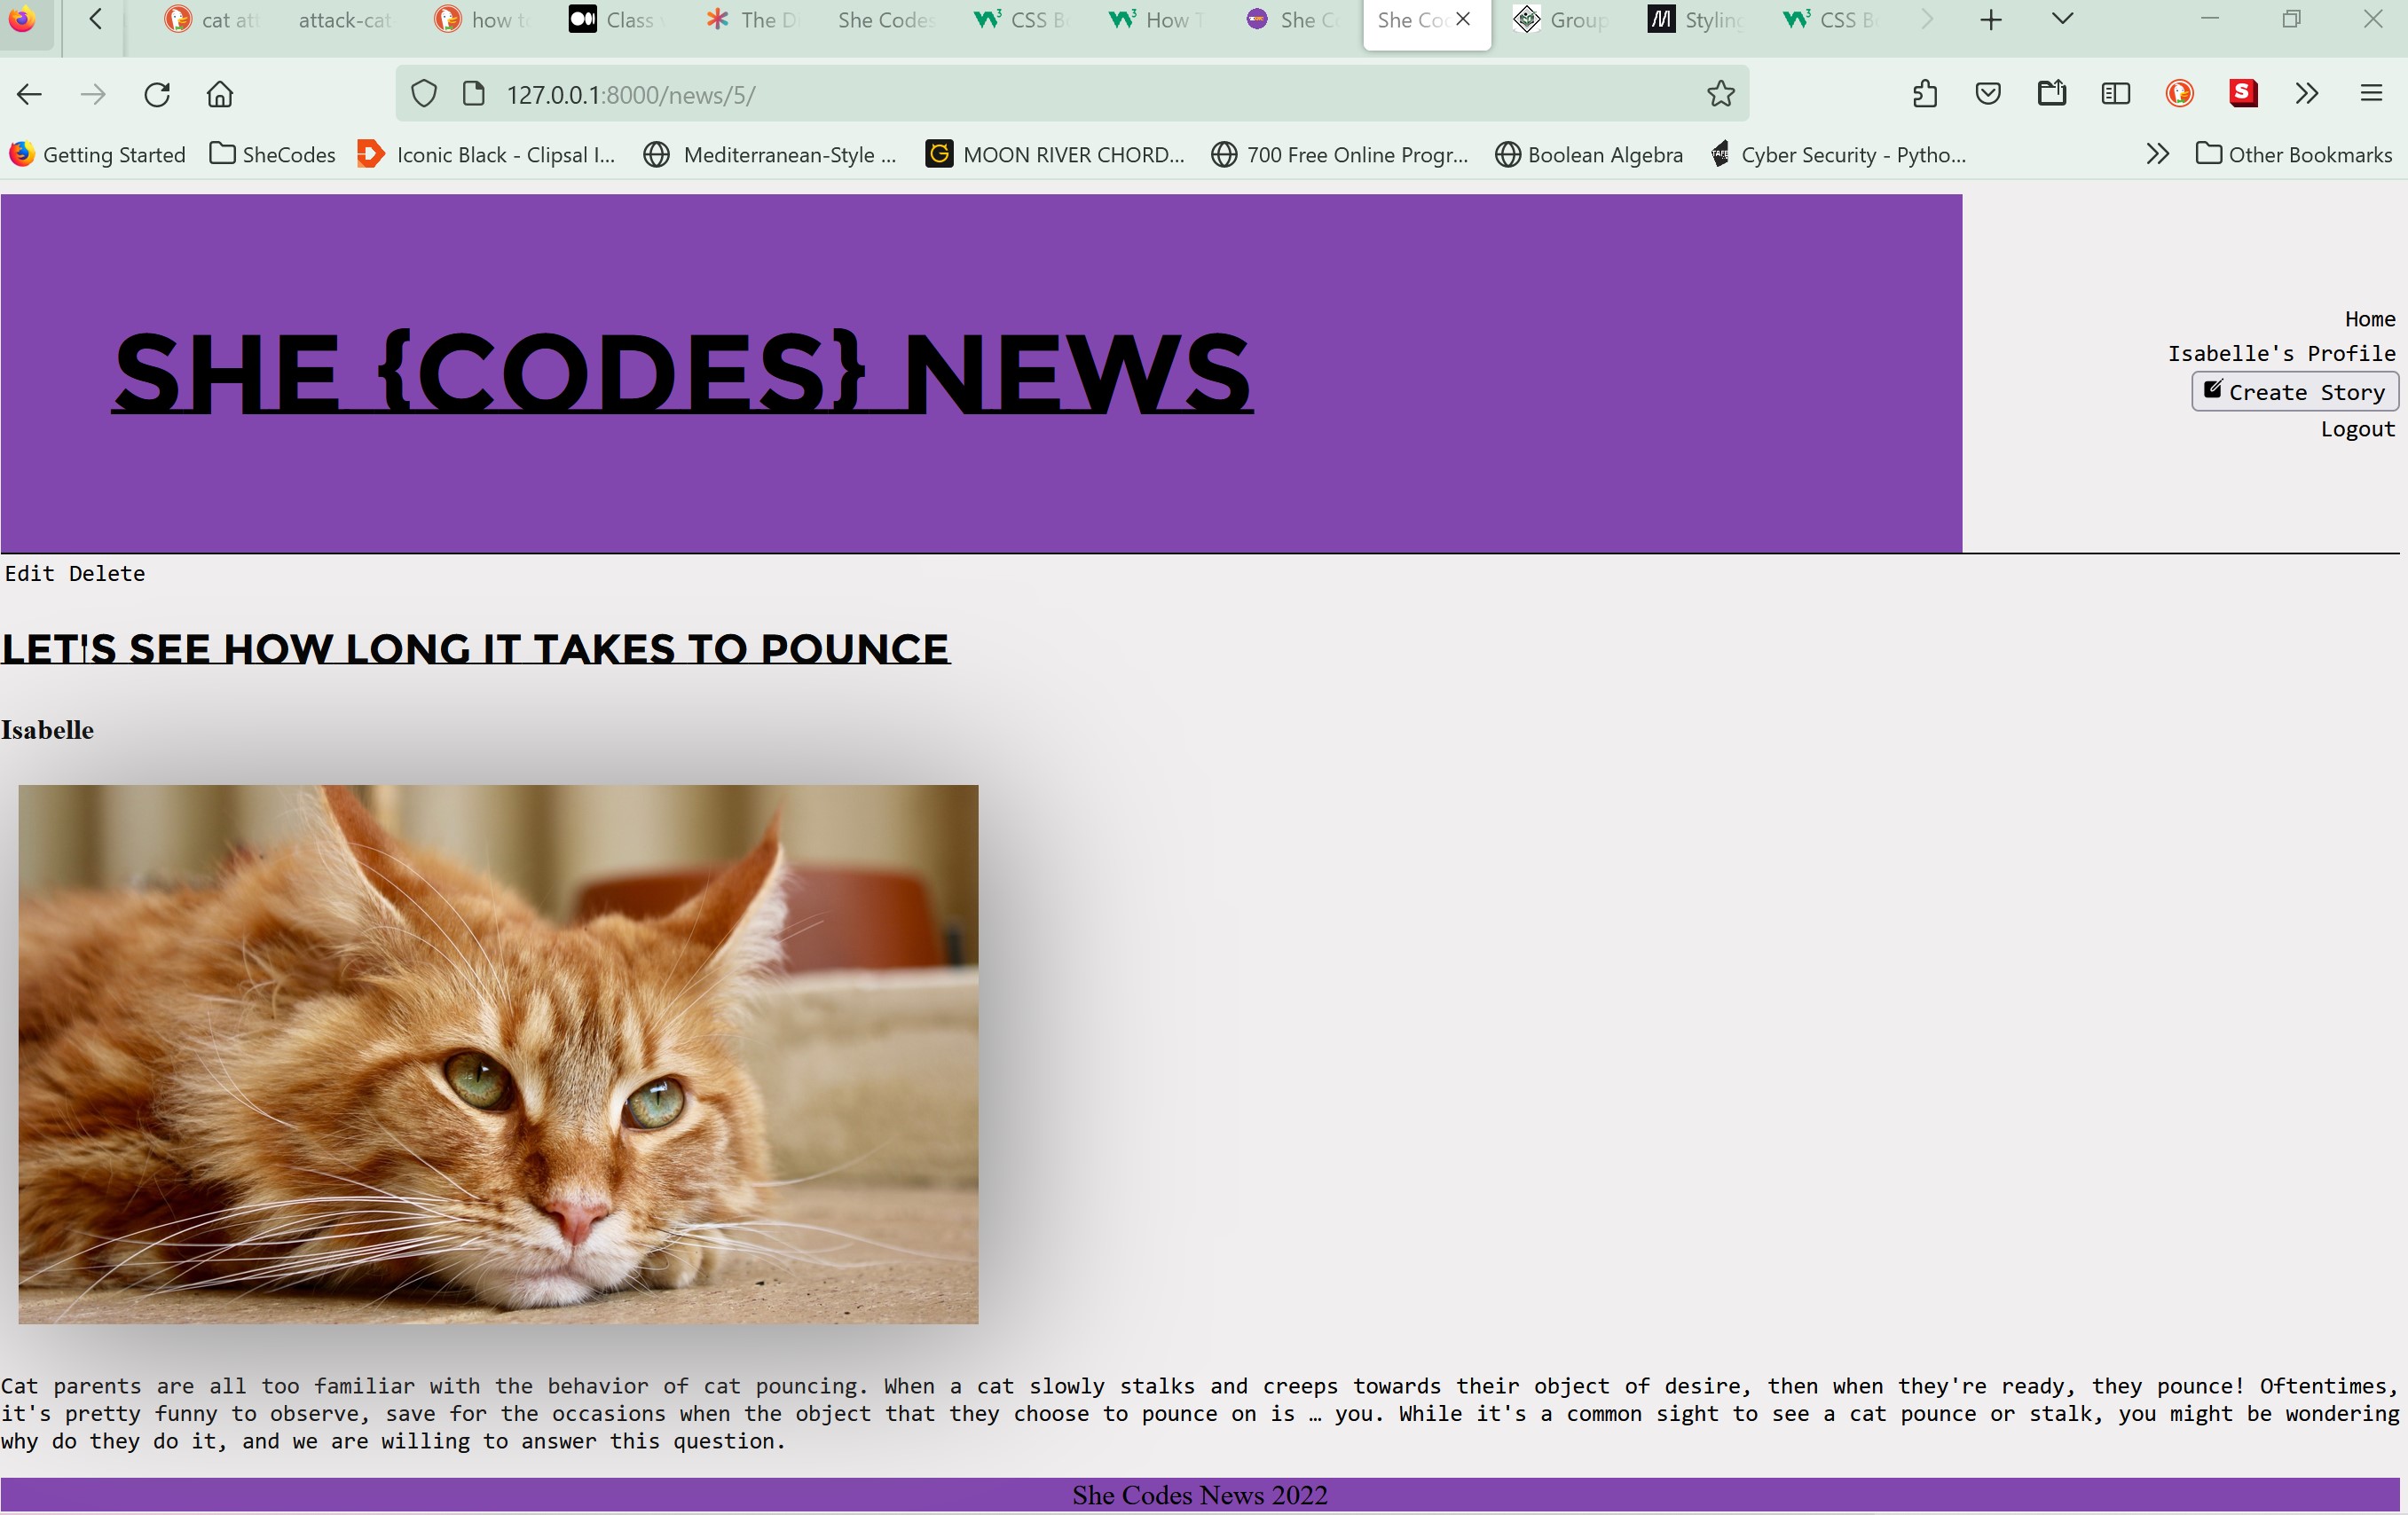 cat att
attack-cat-
how to
Class
The D
She Codes
CSS B
How T
She C
She Coc
Group
Styling
CSS B
127.0.0.1:8000/news/5/
Getting Started
SheCodes
Iconic Black - Clipsal I...
Mediterranean-Style ...
MOON RIVER CHORD...
700 Free Online Progr...
Boolean Algebra
Cyber Security - Pytho...
Other Bookmarks
SHE {CODES} NEWS
Home
Isabelle's Profile
Create Story
Logout
Edit Delete
LET'S SEE HOW LONG IT TAKES TO POUNCE
Isabelle
Cat parents are all too familiar with the behavior of cat pouncing. When a cat slowly stalks and creeps towards their object of desire, then when they're ready, they pounce! Oftentimes,
it's pretty funny to observe, save for the occasions when the object that they choose to pounce on is … you. While it's a common sight to see a cat pounce or stalk, you might be wondering
why do they do it, and we are willing to answer this question.
She Codes News 2022